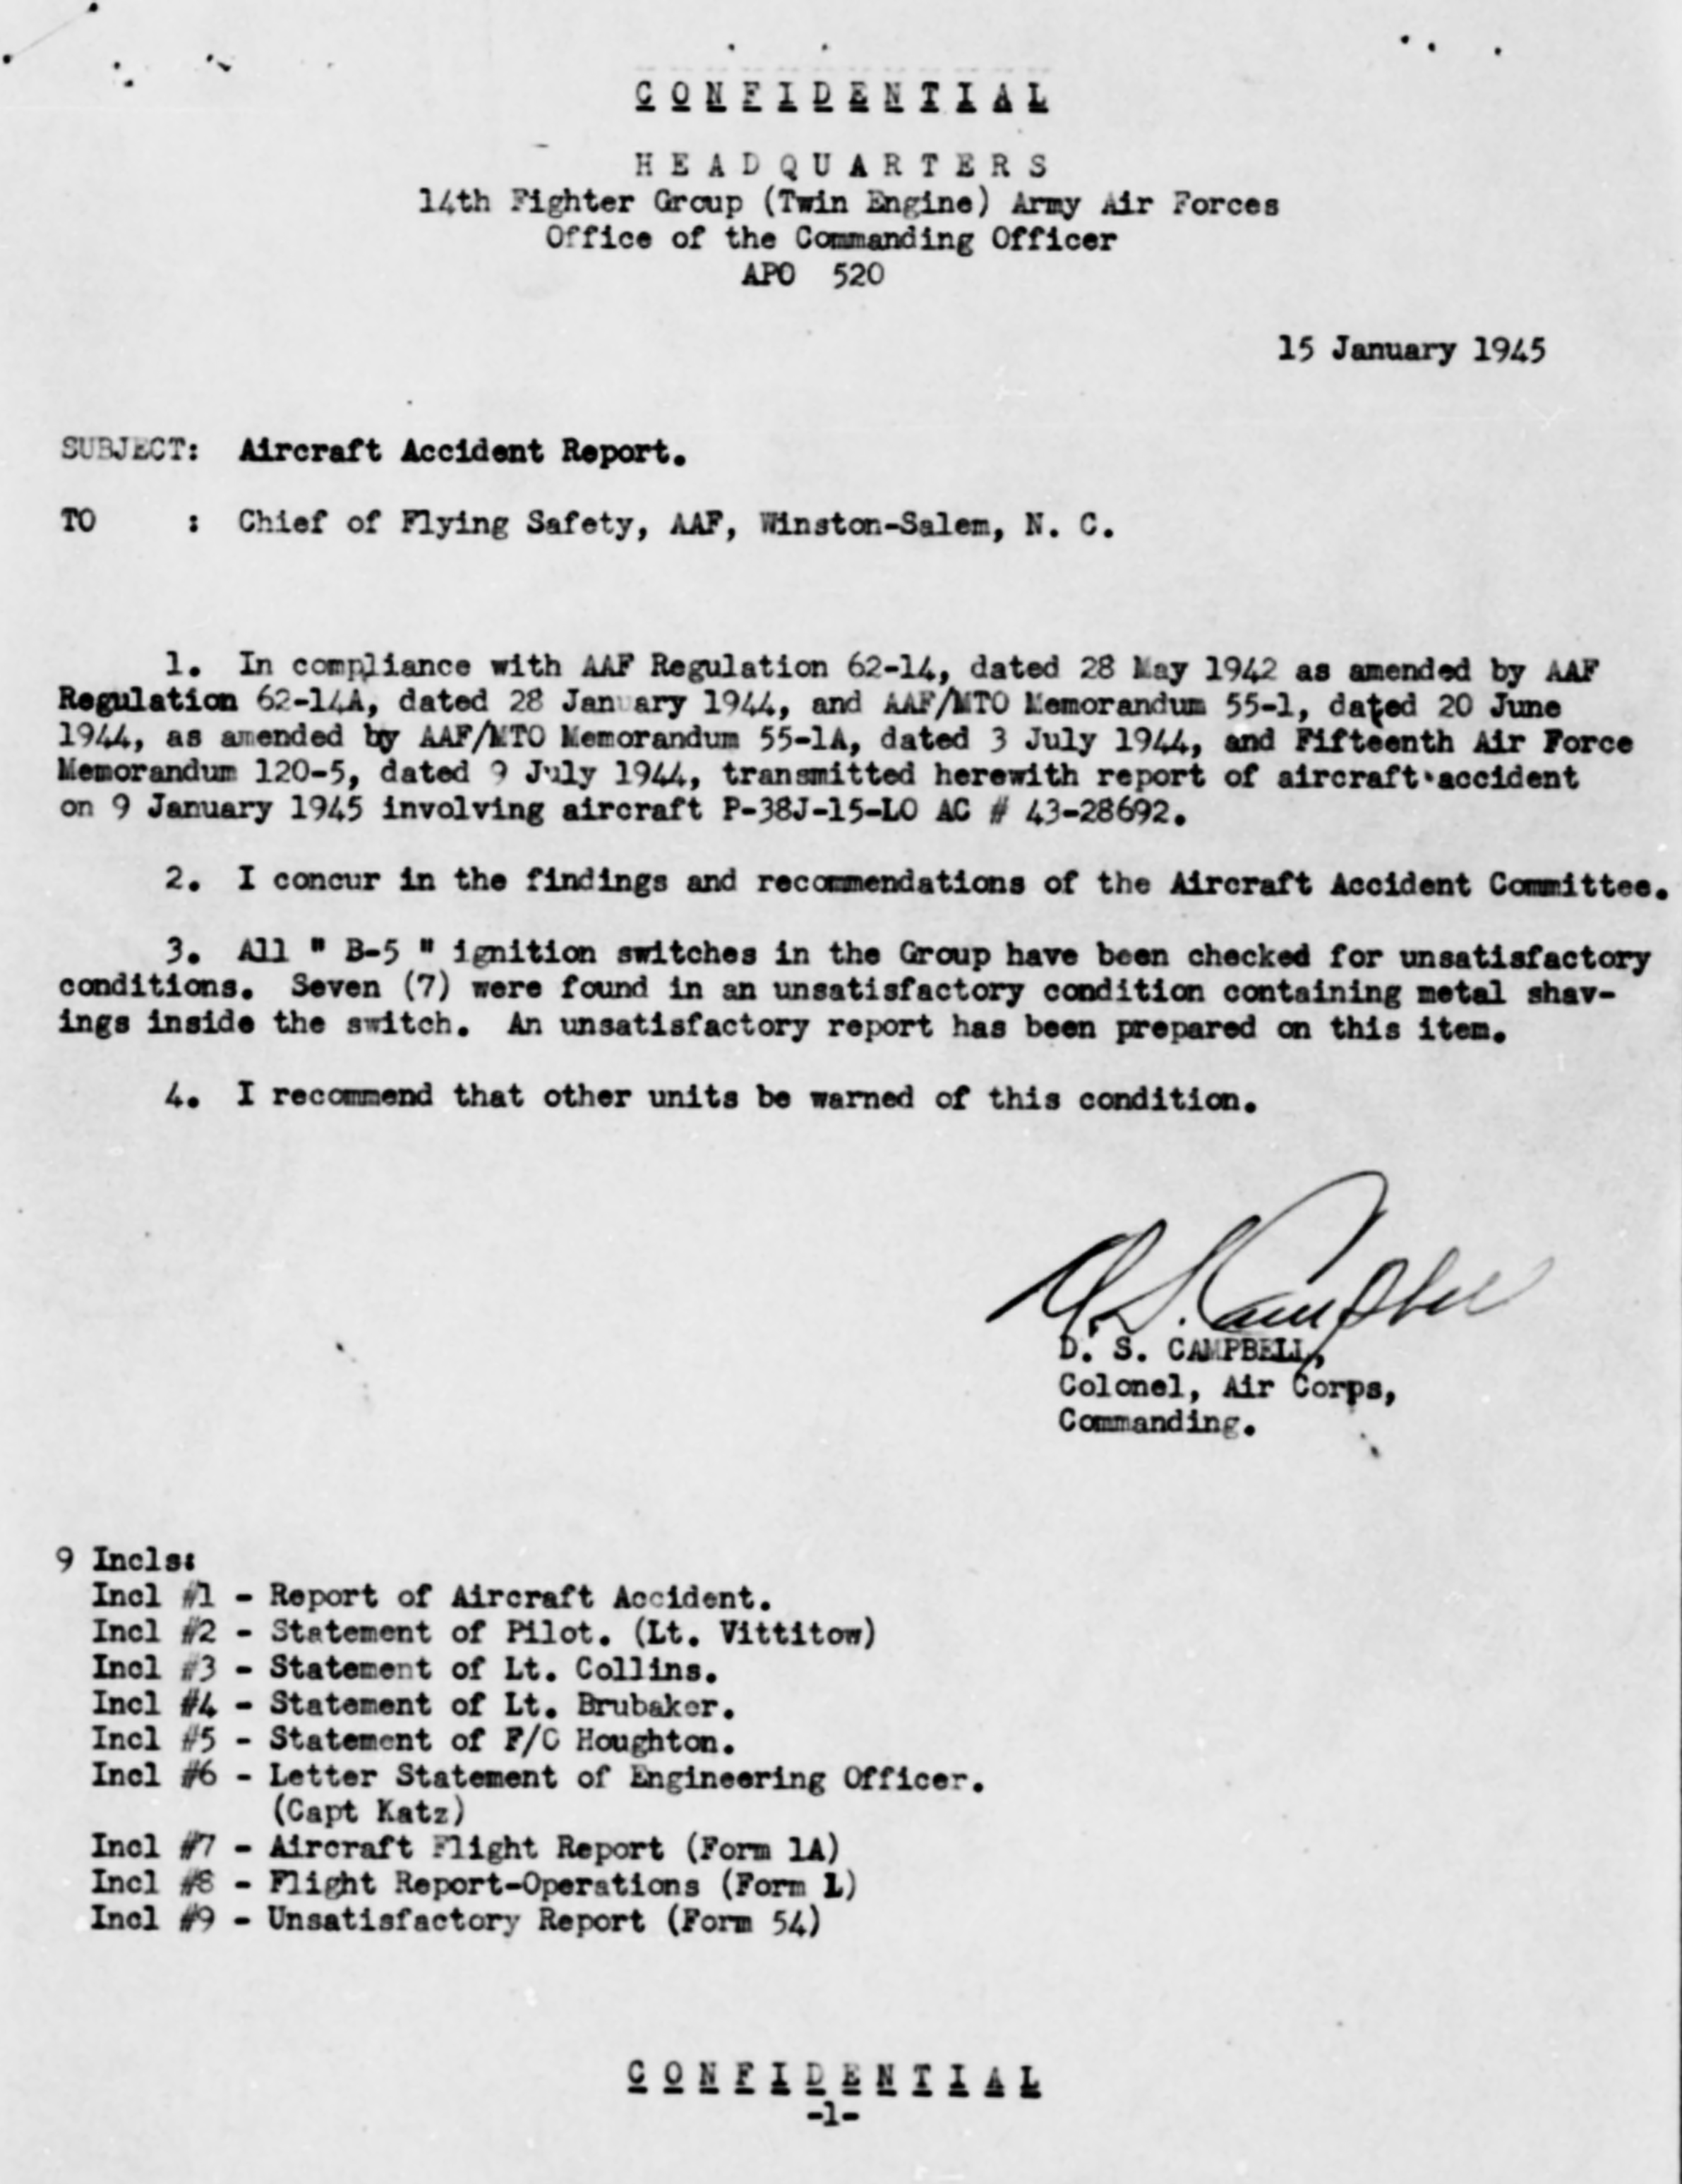 CONFIDENTIAL
HEADQUARTERS
14th Fighter Group (Twin Engine) Army Air Forces
Office of the Commanding Officer
APO 520
15 January 1945
SUBJECT: Aircraft Accident Report.
TO : Chief of Flying Safety, AAF, Winston-Salem, N. C.
1. In compliance with AAF Regulation 62-14, dated 28 May 1942 as amended by AAF
Regulation 62-14A, dated 28 January 1944, and AAF/MTO Memorandum 55-1, dated 20 June
1944, as amended by AAF/MTO Memorandum 55-1A, dated 3 July 1944, and Fifteenth Air Force
Memorandum 120-5, dated 9 July 1944, transmitted herewith report of aircraft accident
on 9 January 1945 involving aircraft P-38J-15-LO AC # 43-28692.
2. I concur in the findings and recommendations of the Aircraft Accident Committee.
3. All " B-5 " ignition switches in the Group have been checked for unsatisfactory
conditions. Seven (7) were found in an unsatisfactory condition containing metal shav-
ings inside the switch. An unsatisfactory report has been prepared on this item.
4. I recommend that other units be warned of this condition.
D. S. Campbell
D. S. CAMPBELL,
Colonel, Air Corps,
Commanding.
9 Incls:
Incl #1 - Report of Aircraft Accident.
Incl #2 - Statement of Pilot. (Lt. Vittitow)
Incl #3 - Statement of Lt. Collins.
Incl #4 - Statement of Lt. Brubaker.
Incl #5 - Statement of F/O Houghton.
Incl #6 - Letter Statement of Engineering Officer.
(Capt Katz)
Incl #7 - Aircraft Flight Report (Form 1A)
Incl #8 - Flight Report-Operations (Form 1)
Incl #9 - Unsatisfactory Report (Form 54)
CONFIDENTIAL
-1-